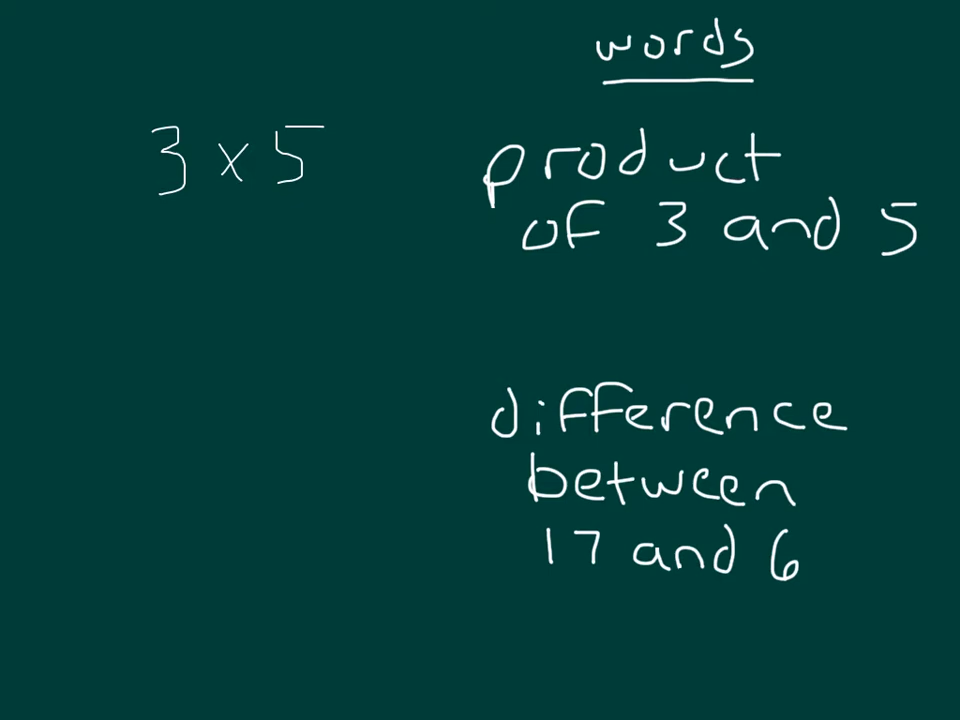 words
3 x 5
product
of 3 and 5
difference
between
17 and 6